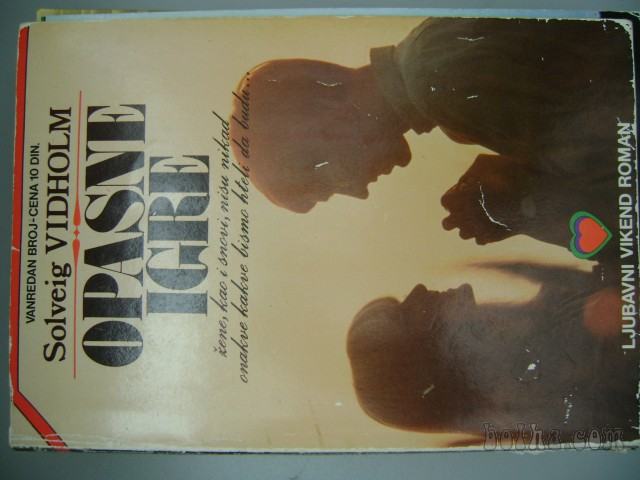 VANREDAN BROJ-CENA 10 DIN.
Solveig VIDHOLM
OPASNE
IGRE
žene, kao i snovi, nisu nikad
onakve kakve bismo hteli da budu...
LJUBAVNI VIKEND ROMAN
bolha.com